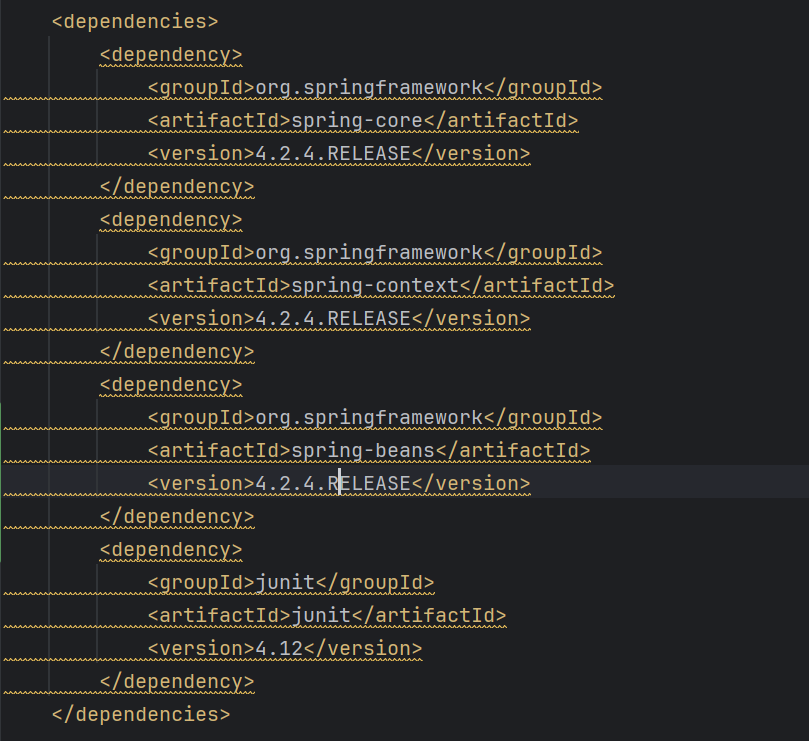 <dependencies>
<dependency>
<groupId>org.springframework</groupId>
<artifactId>spring-core</artifactId>
<version>4.2.4.RELEASE</version>
</dependency>
<dependency>
<groupId>org.springframework</groupId>
<artifactId>spring-context</artifactId>
<version>4.2.4.RELEASE</version>
</dependency>
<dependency>
<groupId>org.springframework</groupId>
<artifactId>spring-beans</artifactId>
<version>4.2.4.RELEASE</version>
</dependency>
<dependency>
<groupId>junit</groupId>
<artifactId>junit</artifactId>
<version>4.12</version>
</dependency>
</dependencies>